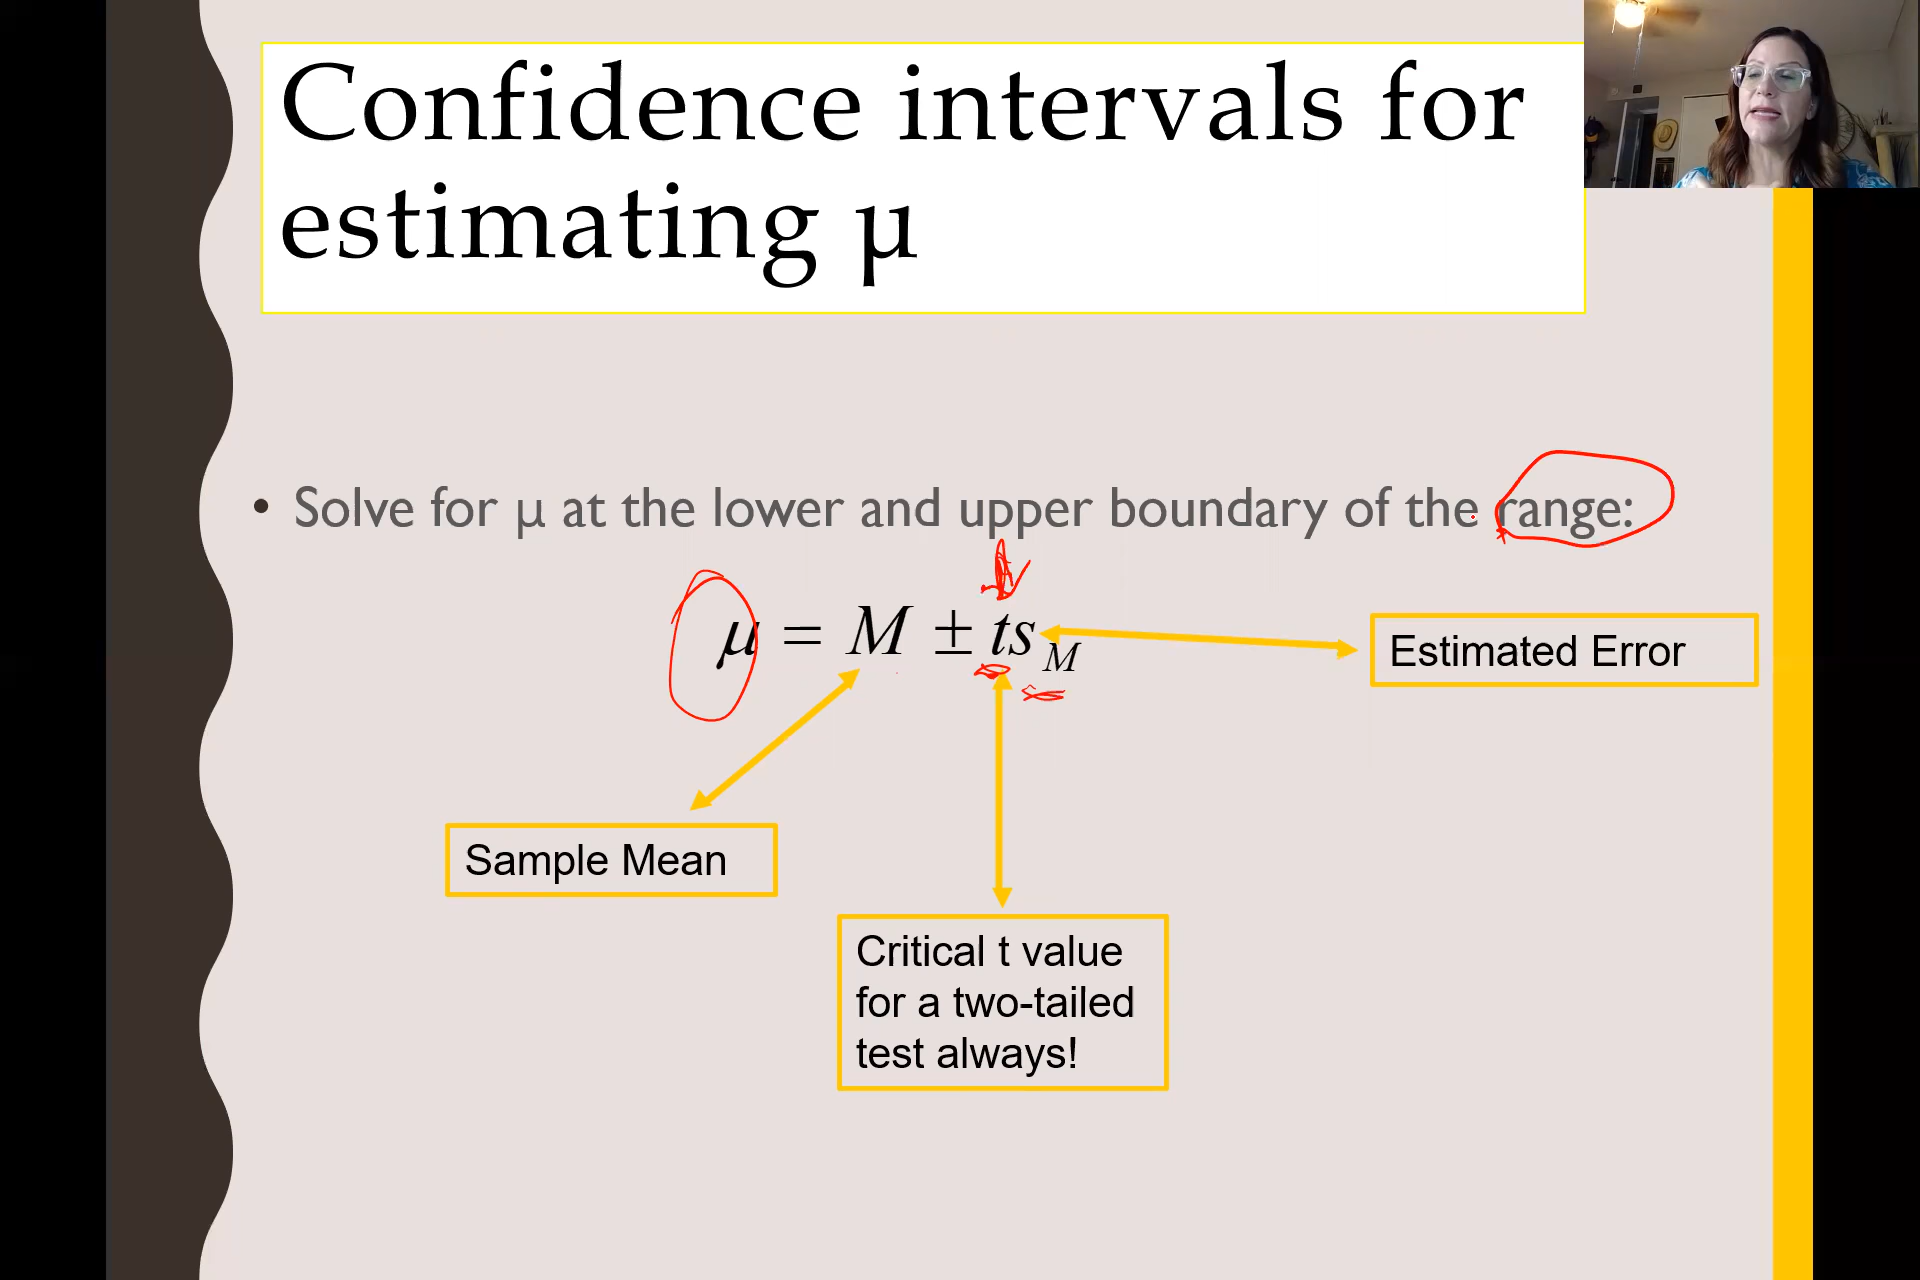 Confidence intervals for
estimating μ
• Solve for μ at the lower and upper boundary of the range:
μ = M ± ts_M
Estimated Error
Sample Mean
Critical t value
for a two-tailed
test always!